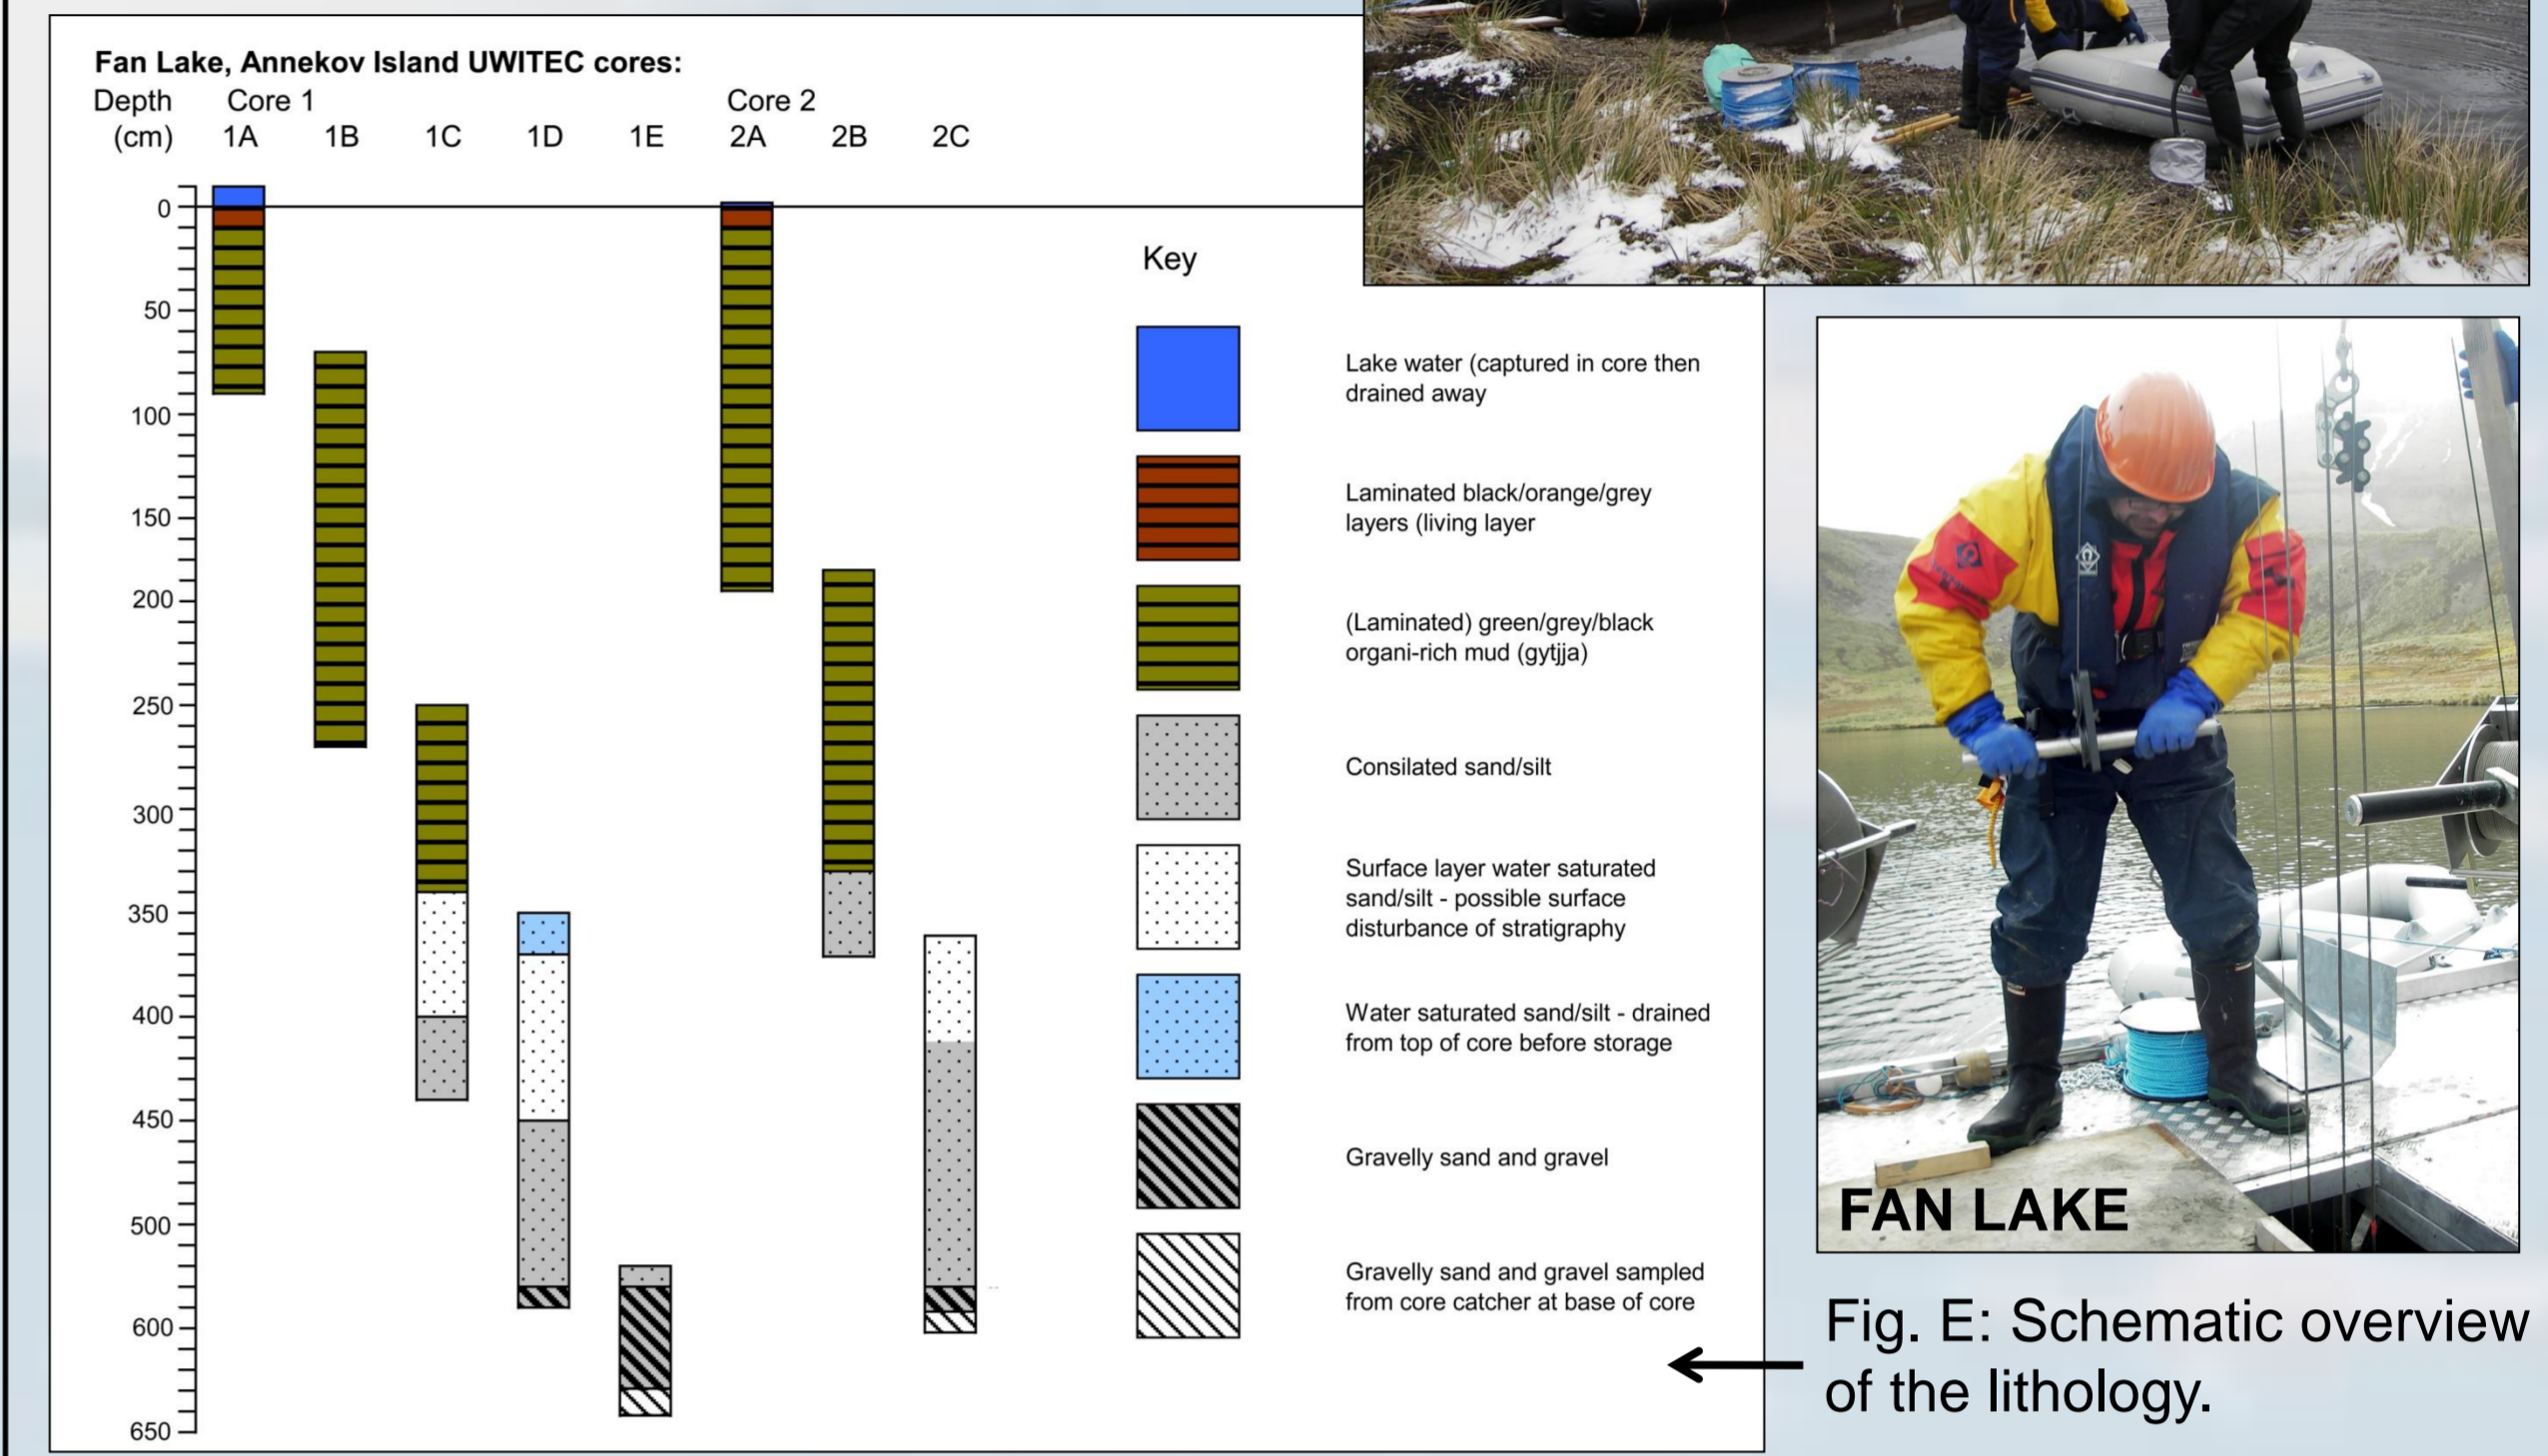 Fan Lake, Annekov Island UWITEC cores:
Depth Core 1 Core 2
(cm) 1A 1B 1C 1D 1E 2A 2B 2C
0
50
100
150
200
250
300
350
400
450
500
600
650
Key
Lake water (captured in core then
drained away
Laminated black/orange/grey
layers (living layer
(Laminated) green/grey/black
organi-rich mud (gytjja)
Consilated sand/silt
Surface layer water saturated
sand/silt - possible surface
disturbance of stratigraphy
Water saturated sand/silt - drained
from top of core before storage
Gravelly sand and gravel
Gravelly sand and gravel sampled
from core catcher at base of core
FAN LAKE
Fig. E: Schematic overview
of the lithology.